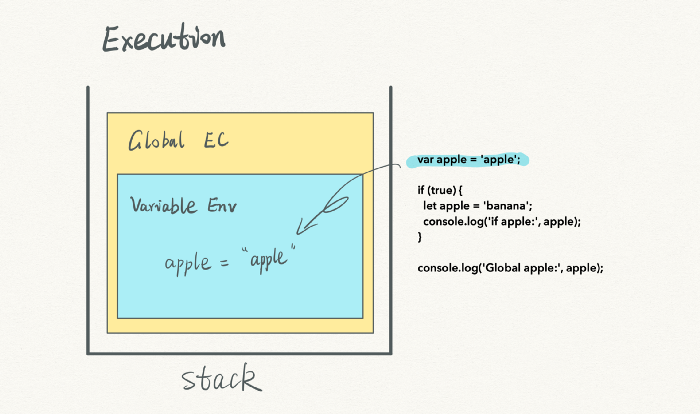 Execution
Global EC
Variable Env
apple = "apple"
stack
var apple = 'apple';
if (true) {
let apple = 'banana';
console.log('if apple:', apple);
}
console.log('Global apple:', apple);